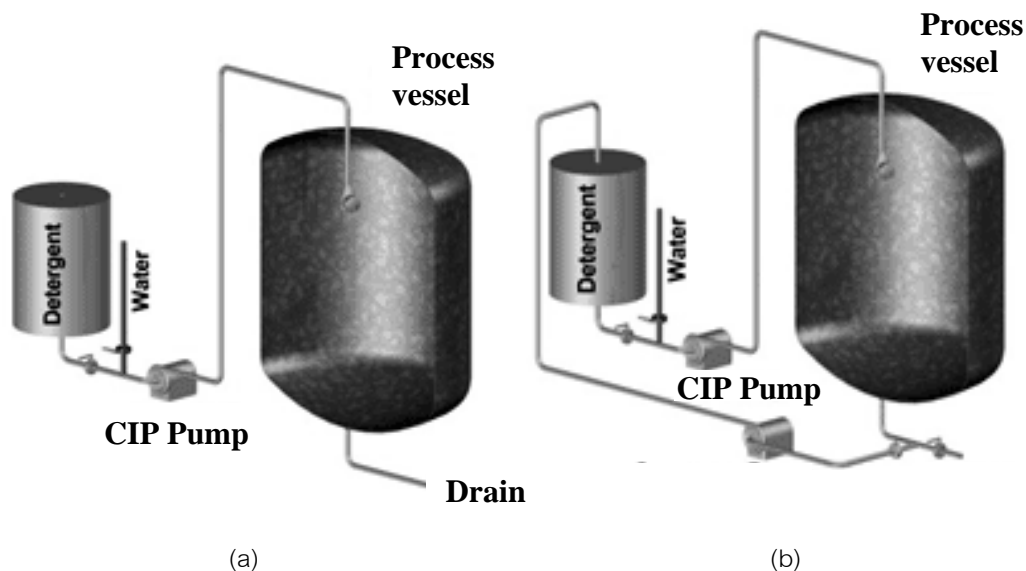 Process
vessel
Detergent
Water
CIP Pump
Drain
(a)
Process
vessel
Detergent
Water
CIP Pump
(b)